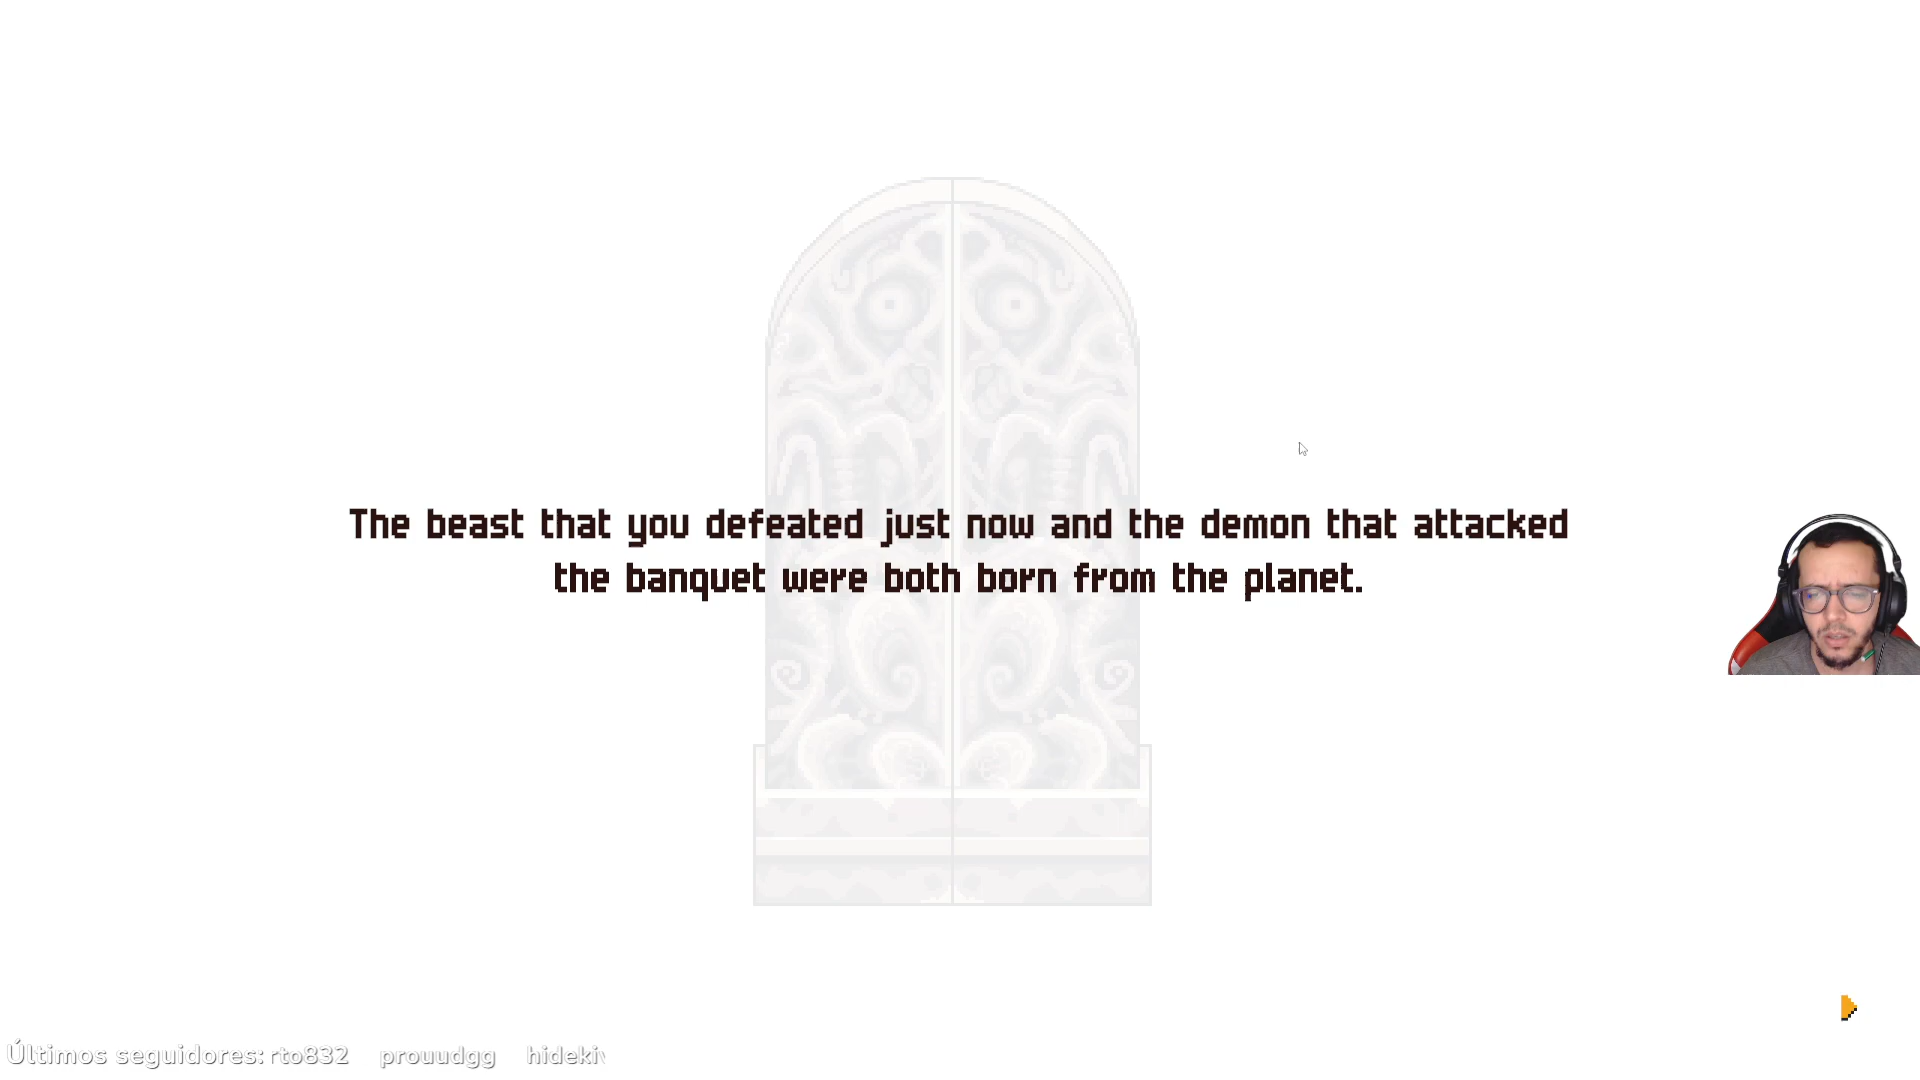 The beast that you defeated just now and the demon that attacked
the banquet were both born from the planet.
Últimos seguidores: rto832 prouudgg